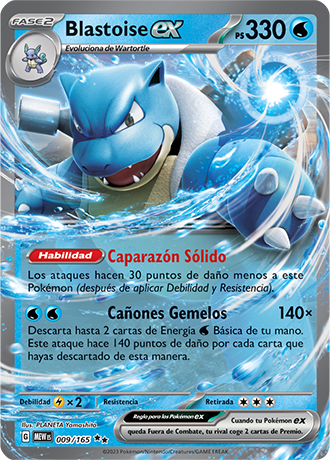 FASE 2 Blastoise ex PS 330
Evoluciona de Wartortle
Habilidad Caparazón Sólido
Los ataques hacen 30 puntos de daño menos a este
Pokémon (después de aplicar Debilidad y Resistencia).
Cañones Gemelos 140×
Descarta hasta 2 cartas de Energía Básica de tu mano.
Este ataque hace 140 puntos de daño por cada carta que
hayas descartado de esta manera.
Debilidad ×2 Resistencia Retirada
Ilus. PLANETA Yamashita
G MEW ES 009/165
Regla para los Pokémon ex
Cuando tu Pokémon ex
queda Fuera de Combate, tu rival coge 2 cartas de Premio.
©2023 Pokémon/Nintendo/Creatures/GAME FREAK